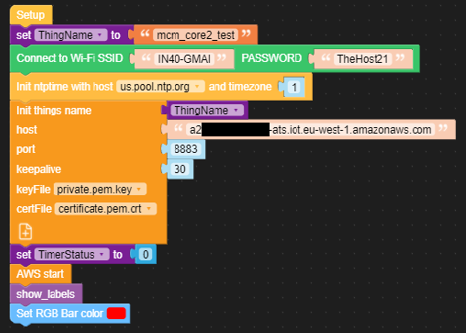 Setup
set ThingName to “ mcm_core2_test ”
Connect to Wi-Fi SSID “ IN40-GMAI ” PASSWORD “ TheHost21 ”
Init ntptime with host us.pool.ntp.org and timezone 1
Init things name ThingName
host “ a2 -ats.iot.eu-west-1.amazonaws.com ”
port 8883
keepalive 30
keyFile private.pem.key
certFile certificate.pem.crt
set TimerStatus to 0
AWS start
show_labels
Set RGB Bar color